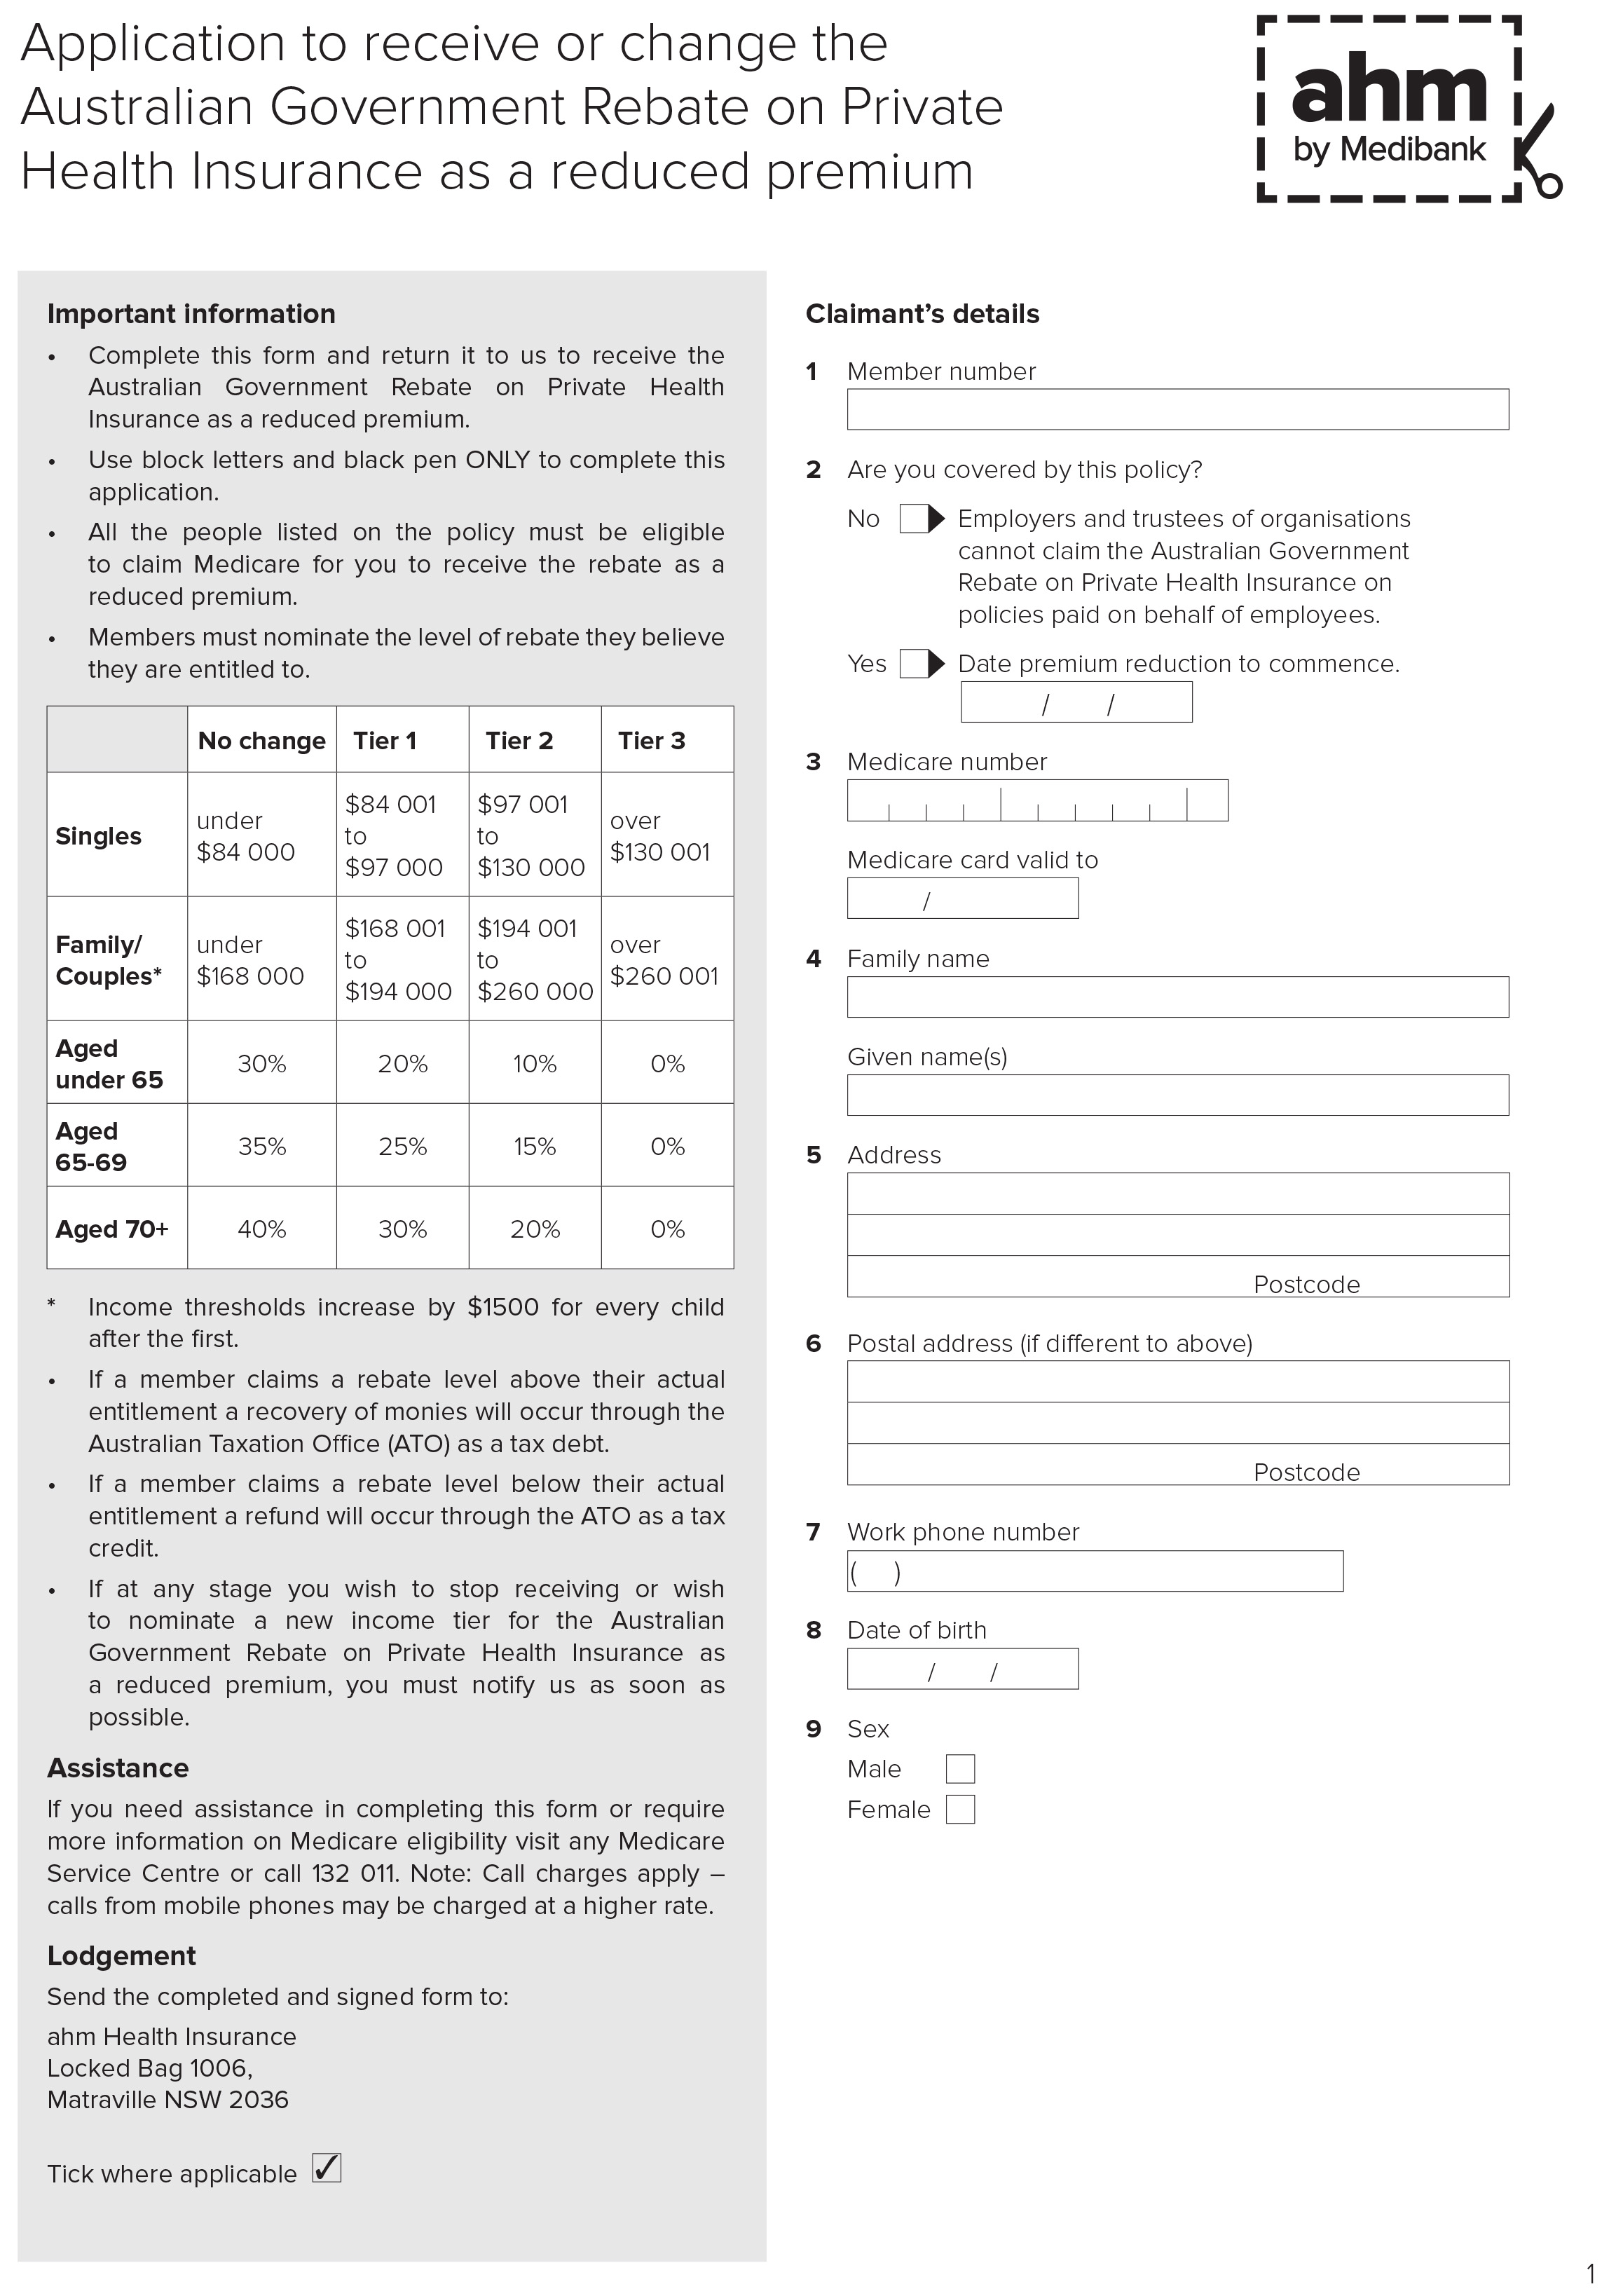 Application to receive or change the
Australian Government Rebate on Private
Health Insurance as a reduced premium
ahm
by Medibank
Important information
• Complete this form and return it to us to receive the
Australian Government Rebate on Private Health
Insurance as a reduced premium.
• Use block letters and black pen ONLY to complete this
application.
• All the people listed on the policy must be eligible
to claim Medicare for you to receive the rebate as a
reduced premium.
• Members must nominate the level of rebate they believe
they are entitled to.
No change Tier 1 Tier 2 Tier 3
Singles
under
$84 000
$84 001
to
$97 000
$97 001
to
$130 000
over
$130 001
Family/
Couples*
under
$168 000
$168 001
to
$194 000
$194 001
to
$260 000
over
$260 001
Aged
under 65
30% 20% 10% 0%
Aged
65-69
35% 25% 15% 0%
Aged 70+ 40% 30% 20% 0%
* Income thresholds increase by $1500 for every child
after the first.
• If a member claims a rebate level above their actual
entitlement a recovery of monies will occur through the
Australian Taxation Office (ATO) as a tax debt.
• If a member claims a rebate level below their actual
entitlement a refund will occur through the ATO as a tax
credit.
• If at any stage you wish to stop receiving or wish
to nominate a new income tier for the Australian
Government Rebate on Private Health Insurance as
a reduced premium, you must notify us as soon as
possible.
Assistance
If you need assistance in completing this form or require
more information on Medicare eligibility visit any Medicare
Service Centre or call 132 011. Note: Call charges apply –
calls from mobile phones may be charged at a higher rate.
Lodgement
Send the completed and signed form to:
ahm Health Insurance
Locked Bag 1006,
Matraville NSW 2036
Tick where applicable ✓
Claimant’s details
1 Member number
2 Are you covered by this policy?
No Employers and trustees of organisations
cannot claim the Australian Government
Rebate on Private Health Insurance on
policies paid on behalf of employees.
Yes Date premium reduction to commence.
/ /
3 Medicare number
Medicare card valid to
/
4 Family name
Given name(s)
5 Address
Postcode
6 Postal address (if different to above)
Postcode
7 Work phone number
( )
8 Date of birth
/ /
9 Sex
Male
Female
1